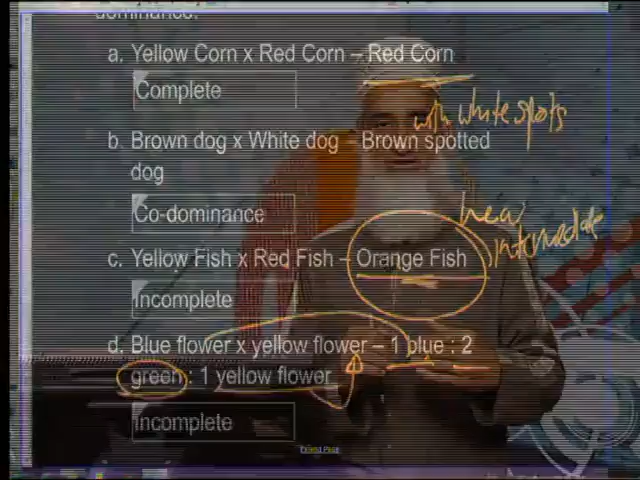 dominance.
a. Yellow Corn x Red Corn – Red Corn
Complete
with white spots
b. Brown dog x White dog – Brown spotted
dog
Co-dominance
new
intermediate
c. Yellow Fish x Red Fish – Orange Fish
Incomplete
d. Blue flower x yellow flower – 1 blue : 2
green : 1 yellow flower
Incomplete